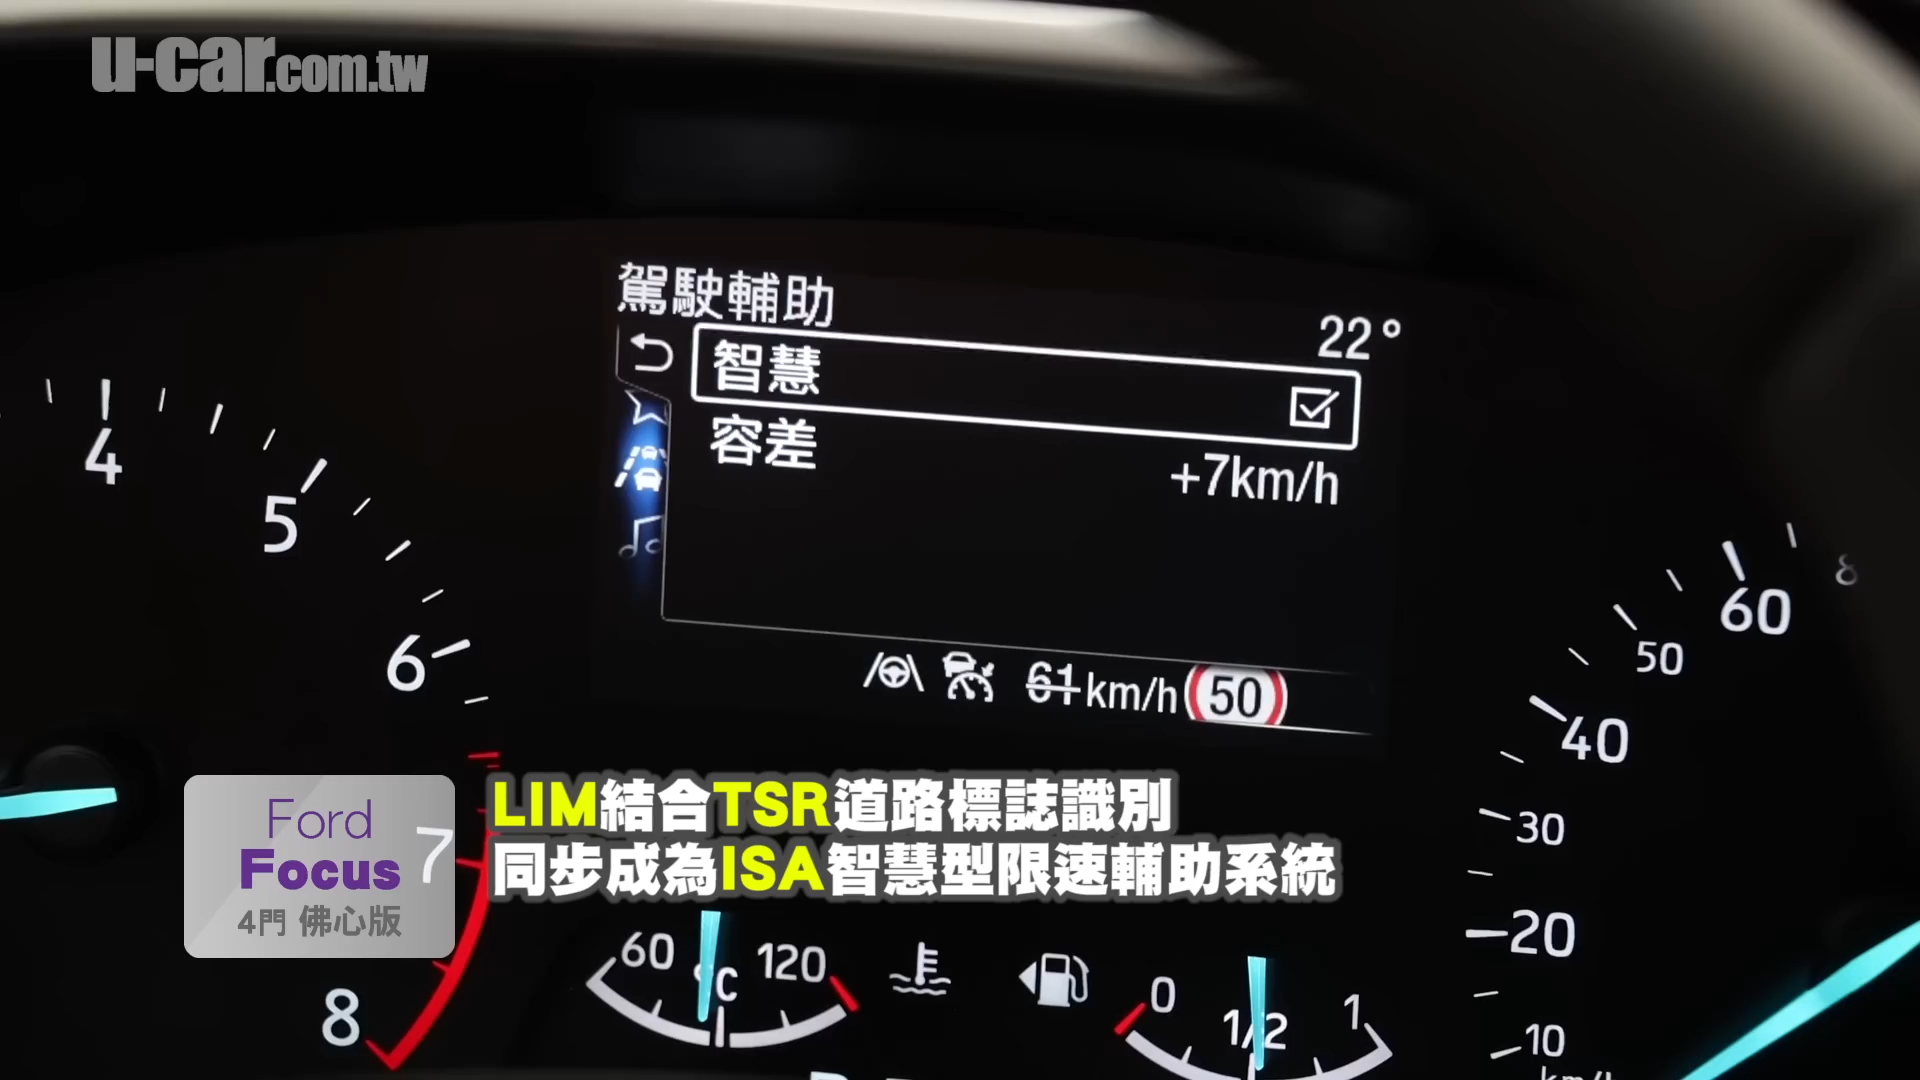 u-car.com.tw
駕駛輔助
22°
智慧
容差
+7km/h
61km/h
50
4
5
6
7
8
60
50
40
30
20
10
Ford
Focus
4門 佛心版
LIM結合TSR道路標誌識別
同步成為ISA智慧型限速輔助系統
60
°C
120
0
1/2
1